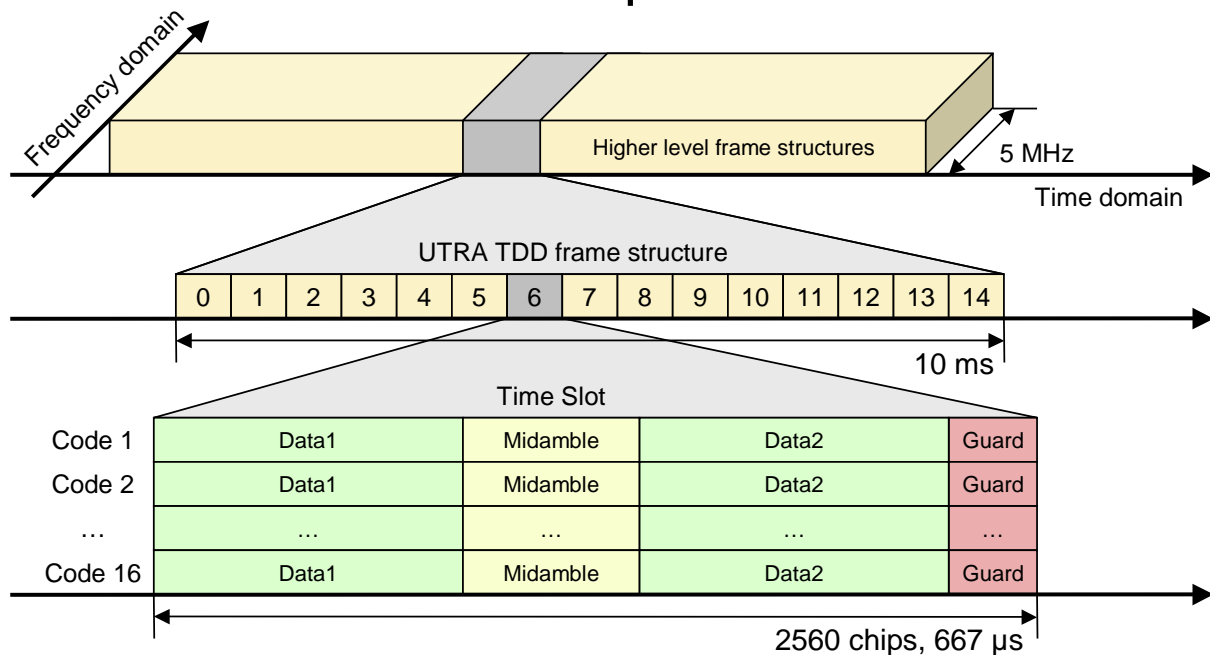 Frequency domain
Higher level frame structures
5 MHz
Time domain
UTRA TDD frame structure
0 1 2 3 4 5 6 7 8 9 10 11 12 13 14
10 ms
Time Slot
Code 1 Data1 Midamble Data2 Guard
Code 2 Data1 Midamble Data2 Guard
… … … … …
Code 16 Data1 Midamble Data2 Guard
2560 chips, 667 µs